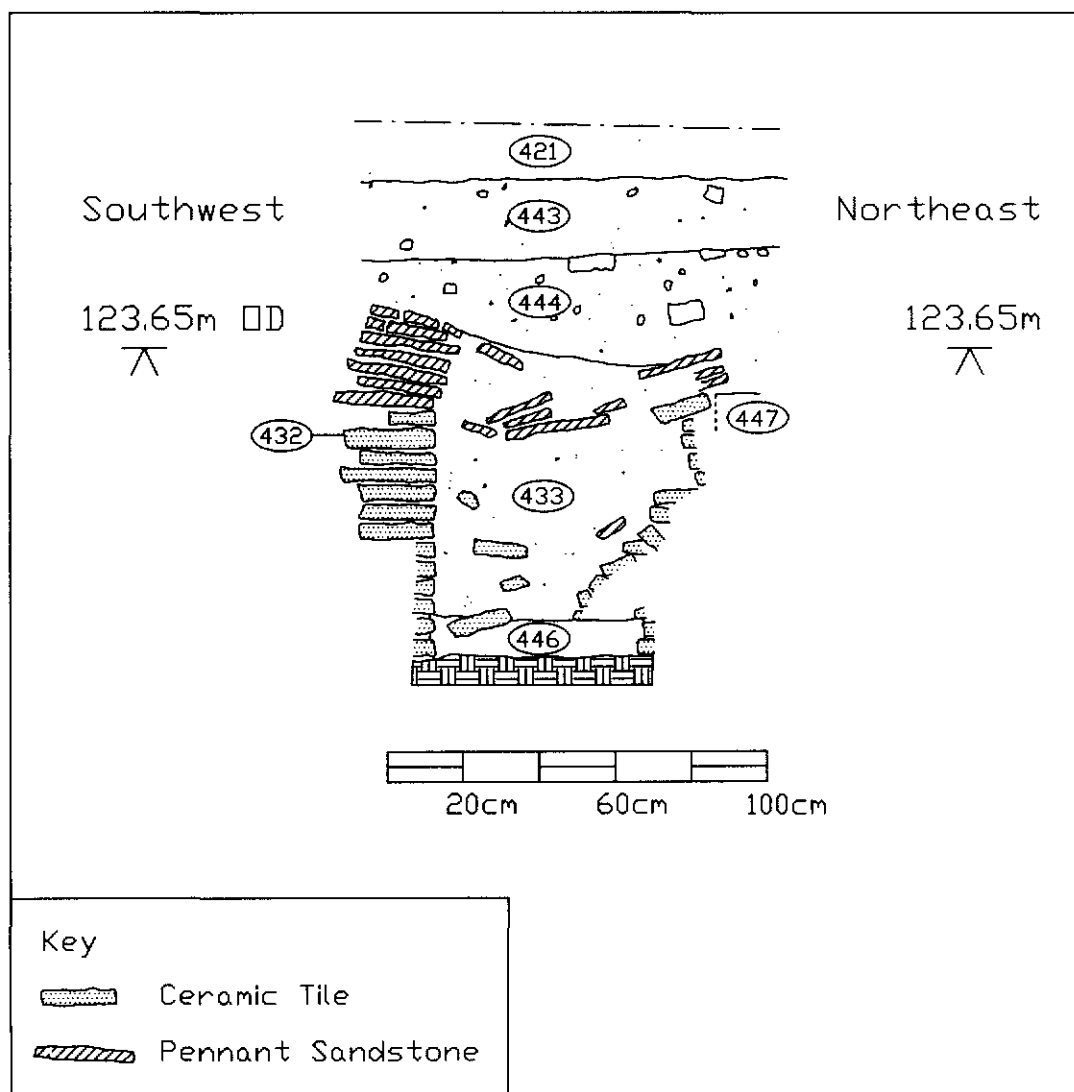 421
Southwest
443
Northeast
123.65m OD
444
123.65m
432
447
433
446
20cm 60cm 100cm
Key
Ceramic Tile
Pennant Sandstone